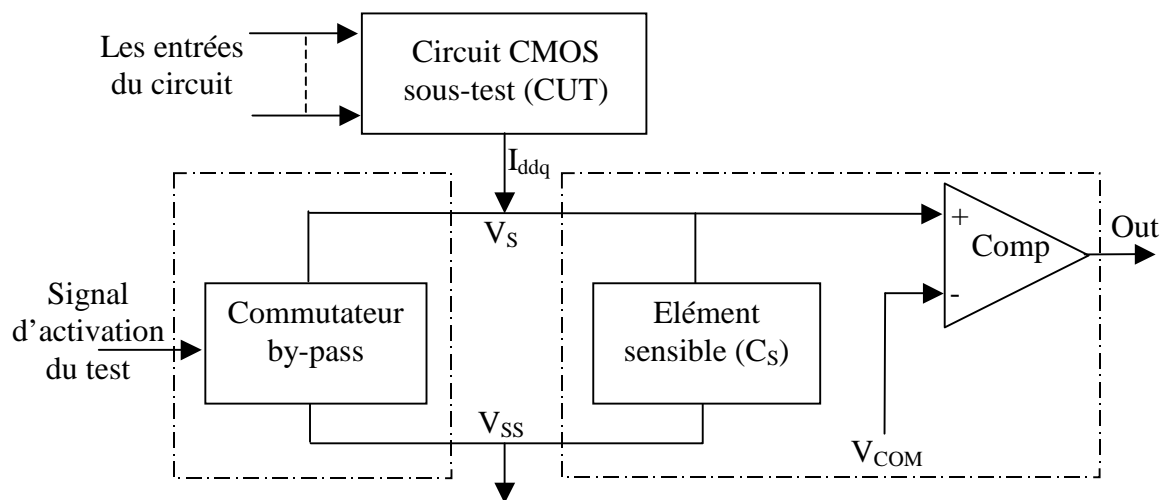 Les entrées
du circuit
Circuit CMOS
sous-test (CUT)
I_ddq
V_S
+
Comp
-
Out
Signal
d’activation
du test
Commutateur
by-pass
Elément
sensible (C_S)
V_SS
V_COM